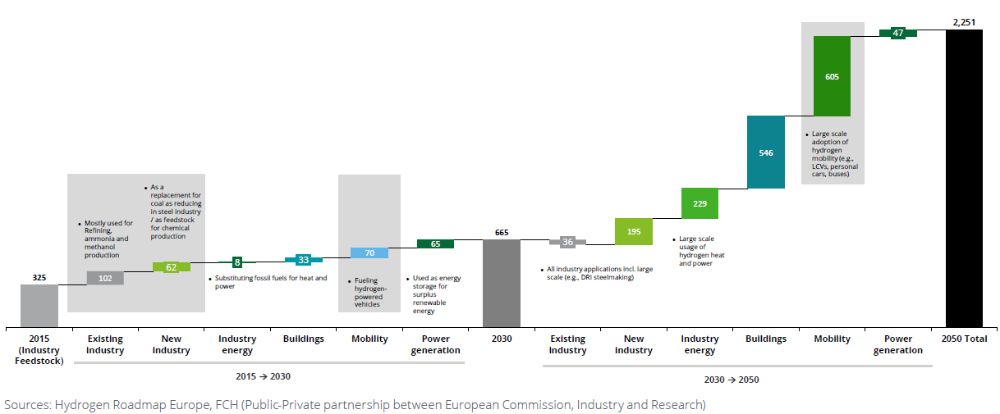 2,251
47
605
• Large scale
adoption of
hydrogen
mobility (e.g.,
LCVs, personal
cars, buses)
546
229
195
• Large scale
usage of
hydrogen heat
and power
36
• All industry applications incl. large
scale (e.g., DRI steelmaking)
665
65
• Used as energy
storage for
surplus
renewable
energy
70
• Fueling
hydrogen-
powered
vehicles
33
8
• Substituting fossil fuels for heat and
power
• As a
replacement for
coal as reducing
in steel industry
/ as feedstock
for chemical
production
62
• Mostly used for
Refining,
ammonia and
methanol
production
102
325
2015
(Industry
Feedstock)
Existing
industry
New
industry
Industry
energy
Buildings
Mobility
Power
generation
2030
Existing
industry
New
industry
Industry
energy
Buildings
Mobility
Power
generation
2050 Total
2015 → 2030
2030 → 2050
Sources: Hydrogen Roadmap Europe, FCH (Public-Private partnership between European Commission, Industry and Research)